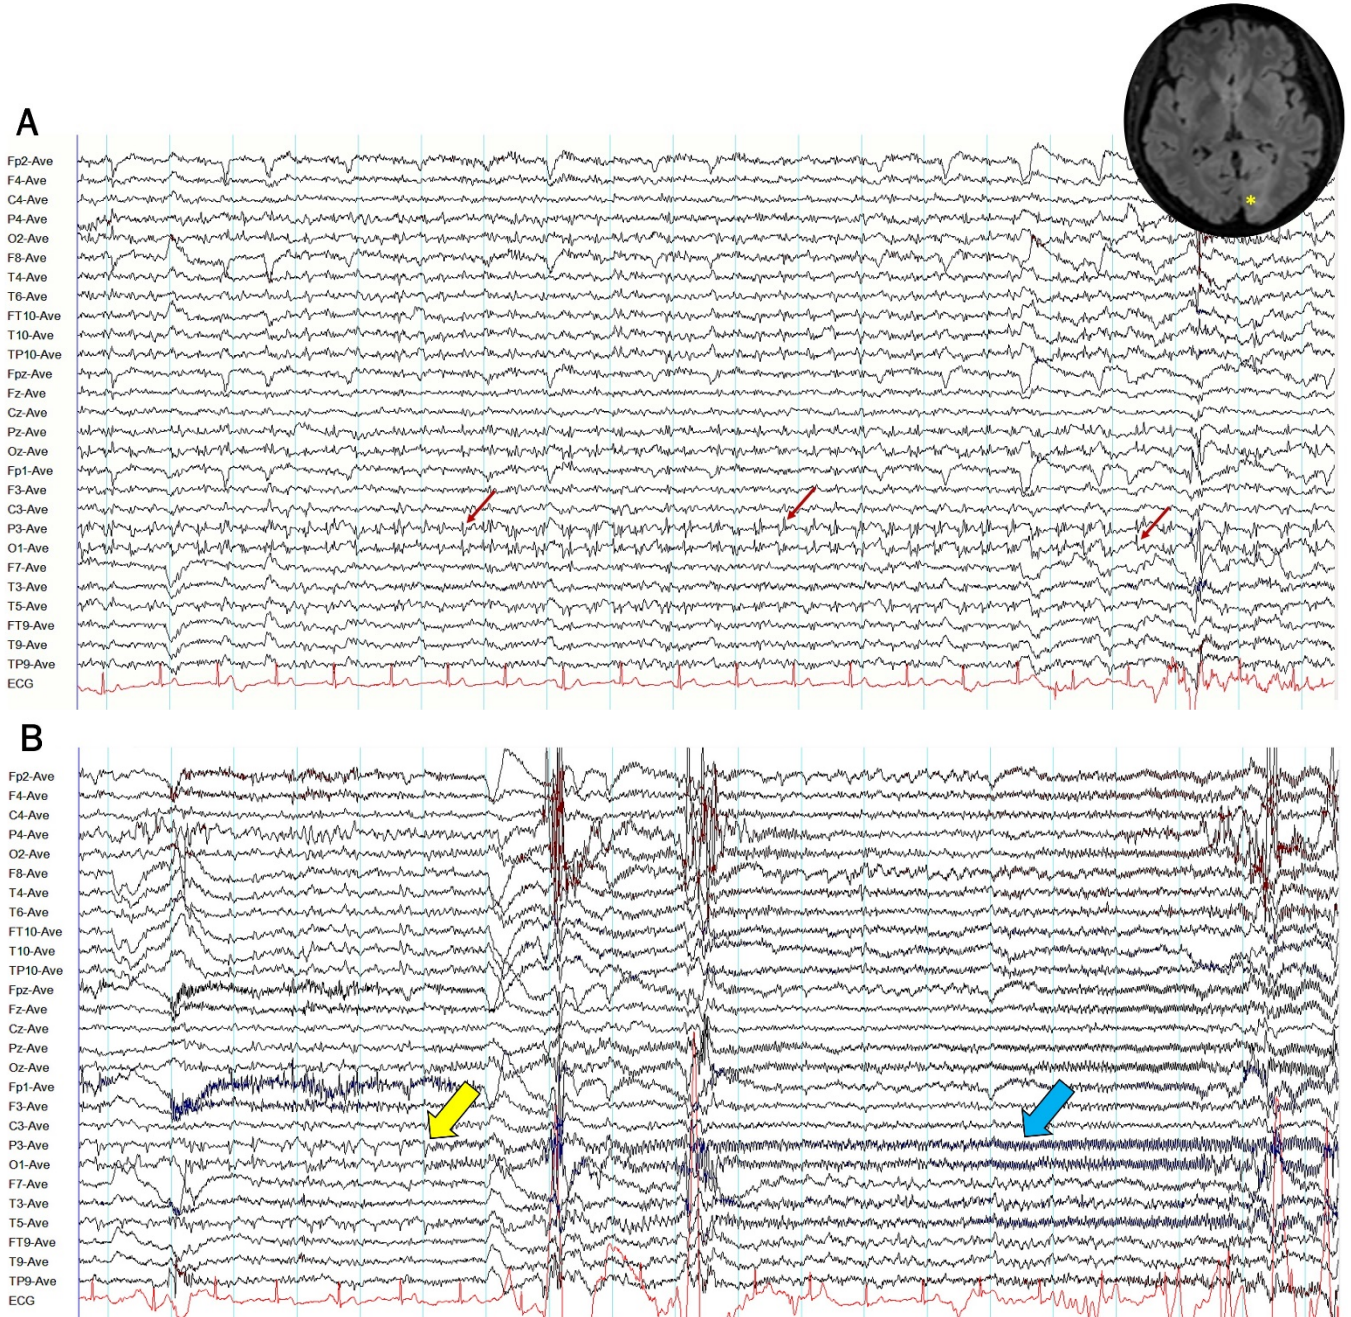 A
Fp2-Ave
F4-Ave
C4-Ave
P4-Ave
O2-Ave
F8-Ave
T4-Ave
T6-Ave
FT10-Ave
T10-Ave
TP10-Ave
Fpz-Ave
Fz-Ave
Cz-Ave
Pz-Ave
Oz-Ave
Fp1-Ave
F3-Ave
C3-Ave
P3-Ave
O1-Ave
F7-Ave
T3-Ave
T5-Ave
FT9-Ave
T9-Ave
TP9-Ave
ECG
*
B
Fp2-Ave
F4-Ave
C4-Ave
P4-Ave
O2-Ave
F8-Ave
T4-Ave
T6-Ave
FT10-Ave
T10-Ave
TP10-Ave
Fpz-Ave
Fz-Ave
Cz-Ave
Pz-Ave
Oz-Ave
Fp1-Ave
F3-Ave
C3-Ave
P3-Ave
O1-Ave
F7-Ave
T3-Ave
T5-Ave
FT9-Ave
T9-Ave
TP9-Ave
ECG